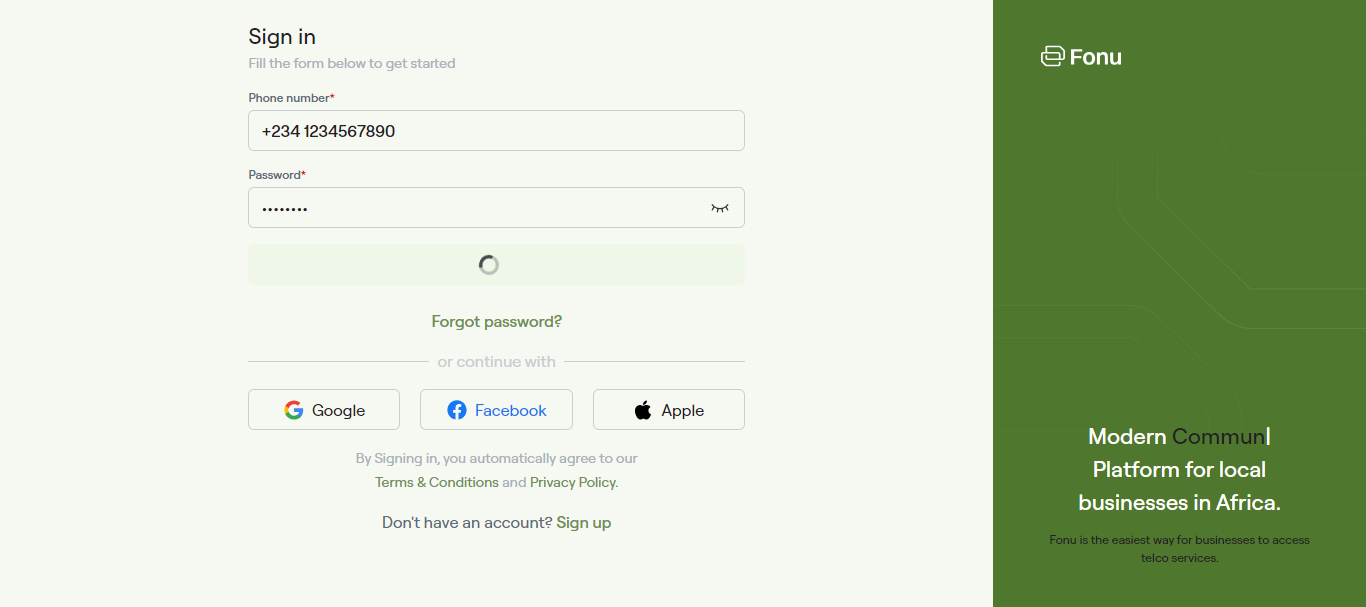 Sign in
Fill the form below to get started
Phone number*
+234 1234567890
Password*
••••••••
Forgot password?
or continue with
Google
Facebook
Apple
By Signing in, you automatically agree to our
Terms & Conditions and Privacy Policy.
Don't have an account? Sign up
Fonu
Modern Commun|
Platform for local
businesses in Africa.
Fonu is the easiest way for businesses to access
telco services.